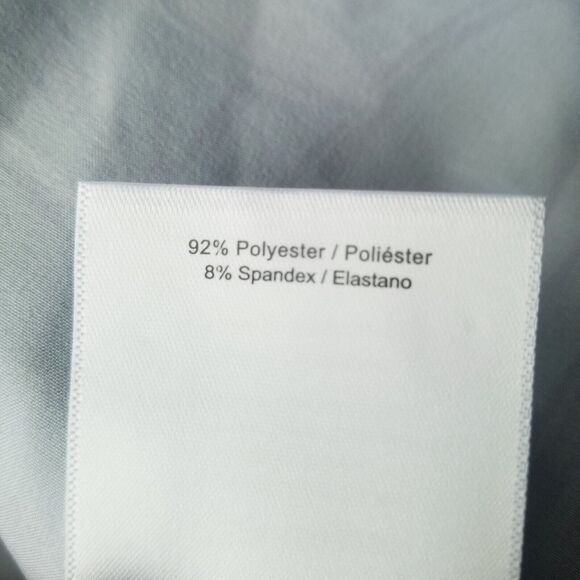 92% Polyester / Poliéster
8% Spandex / Elastano